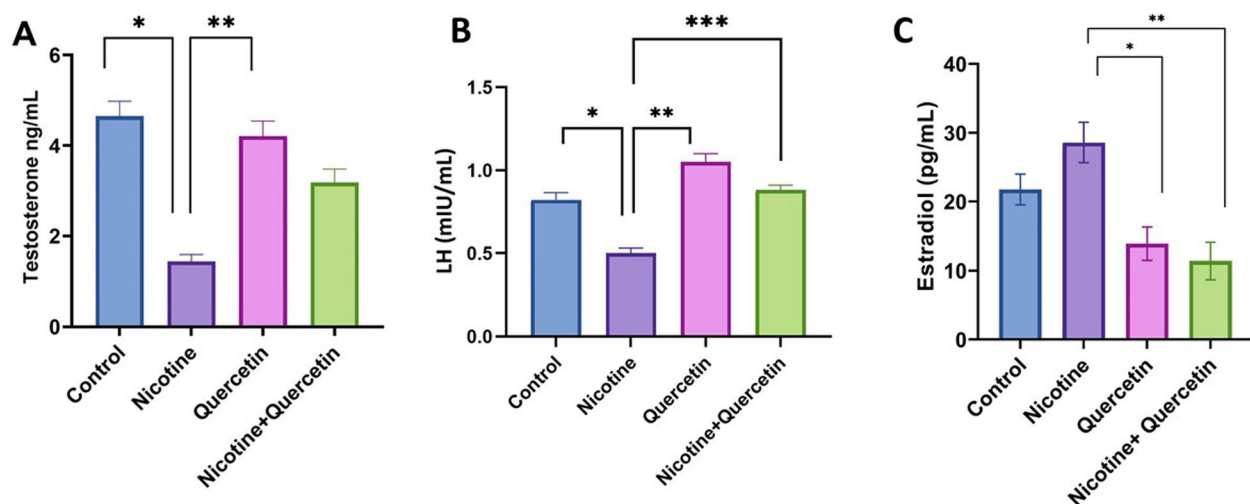 A
*
**
Testosterone ng/mL
6
4
2
0
Control
Nicotine
Quercetin
Nicotine+Quercetin
B
***
*
**
LH (mIU/mL)
1.5
1.0
0.5
0.0
Control
Nicotine
Quercetin
Nicotine+Quercetin
C
**
*
Estradiol (pg/mL)
40
30
20
10
0
Control
Nicotine
Quercetin
Nicotine+ Quercetin